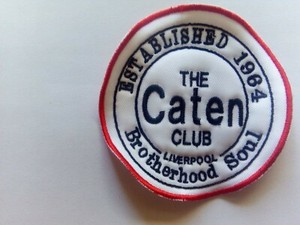 ESTABLISHED 1964
THE
Caten
CLUB
LIVERPOOL
Brotherhood Soul